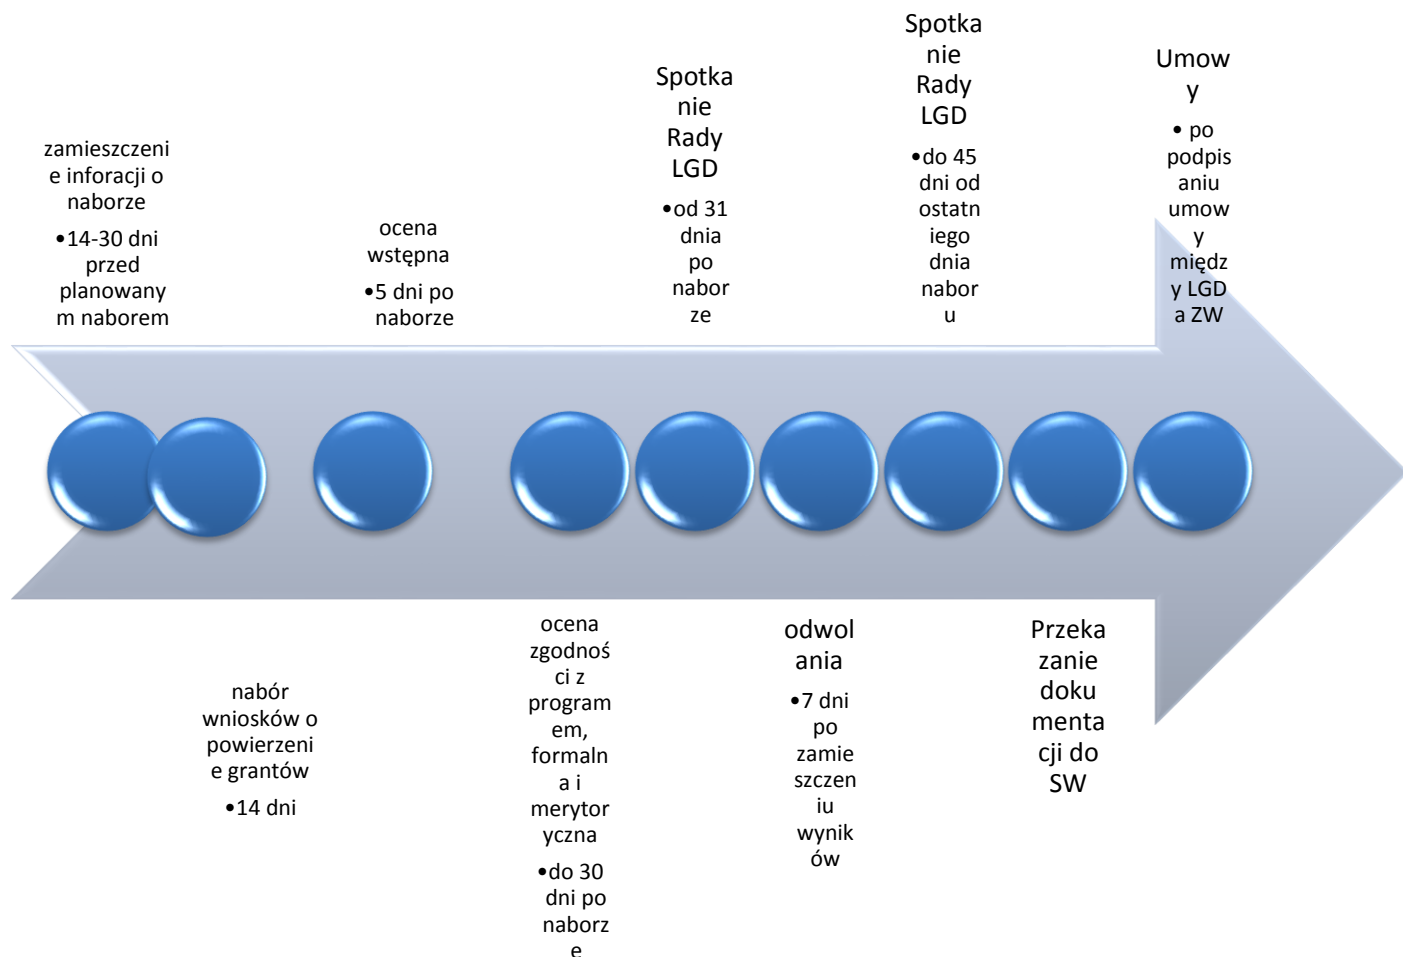 zamieszczeni
e inforacji o
naborze
•14-30 dni
przed
planowany
m naborem
nabór
wniosków o
powierzeni
e grantów
•14 dni
ocena
wstępna
•5 dni po
naborze
ocena
zgodnoś
ci z
program
em,
formaln
a i
merytor
yczna
•do 30
dni po
naborz
e
Spotka
nie
Rady
LGD
•od 31
dnia
po
nabor
ze
odwol
ania
•7 dni
po
zamie
szczen
iu
wynik
ów
Spotka
nie
Rady
LGD
•do 45
dni od
ostatn
iego
dnia
nabor
u
Przeka
zanie
doku
menta
cji do
SW
Umow
y
• po
podpis
aniu
umow
y
międz
y LGD
a ZW